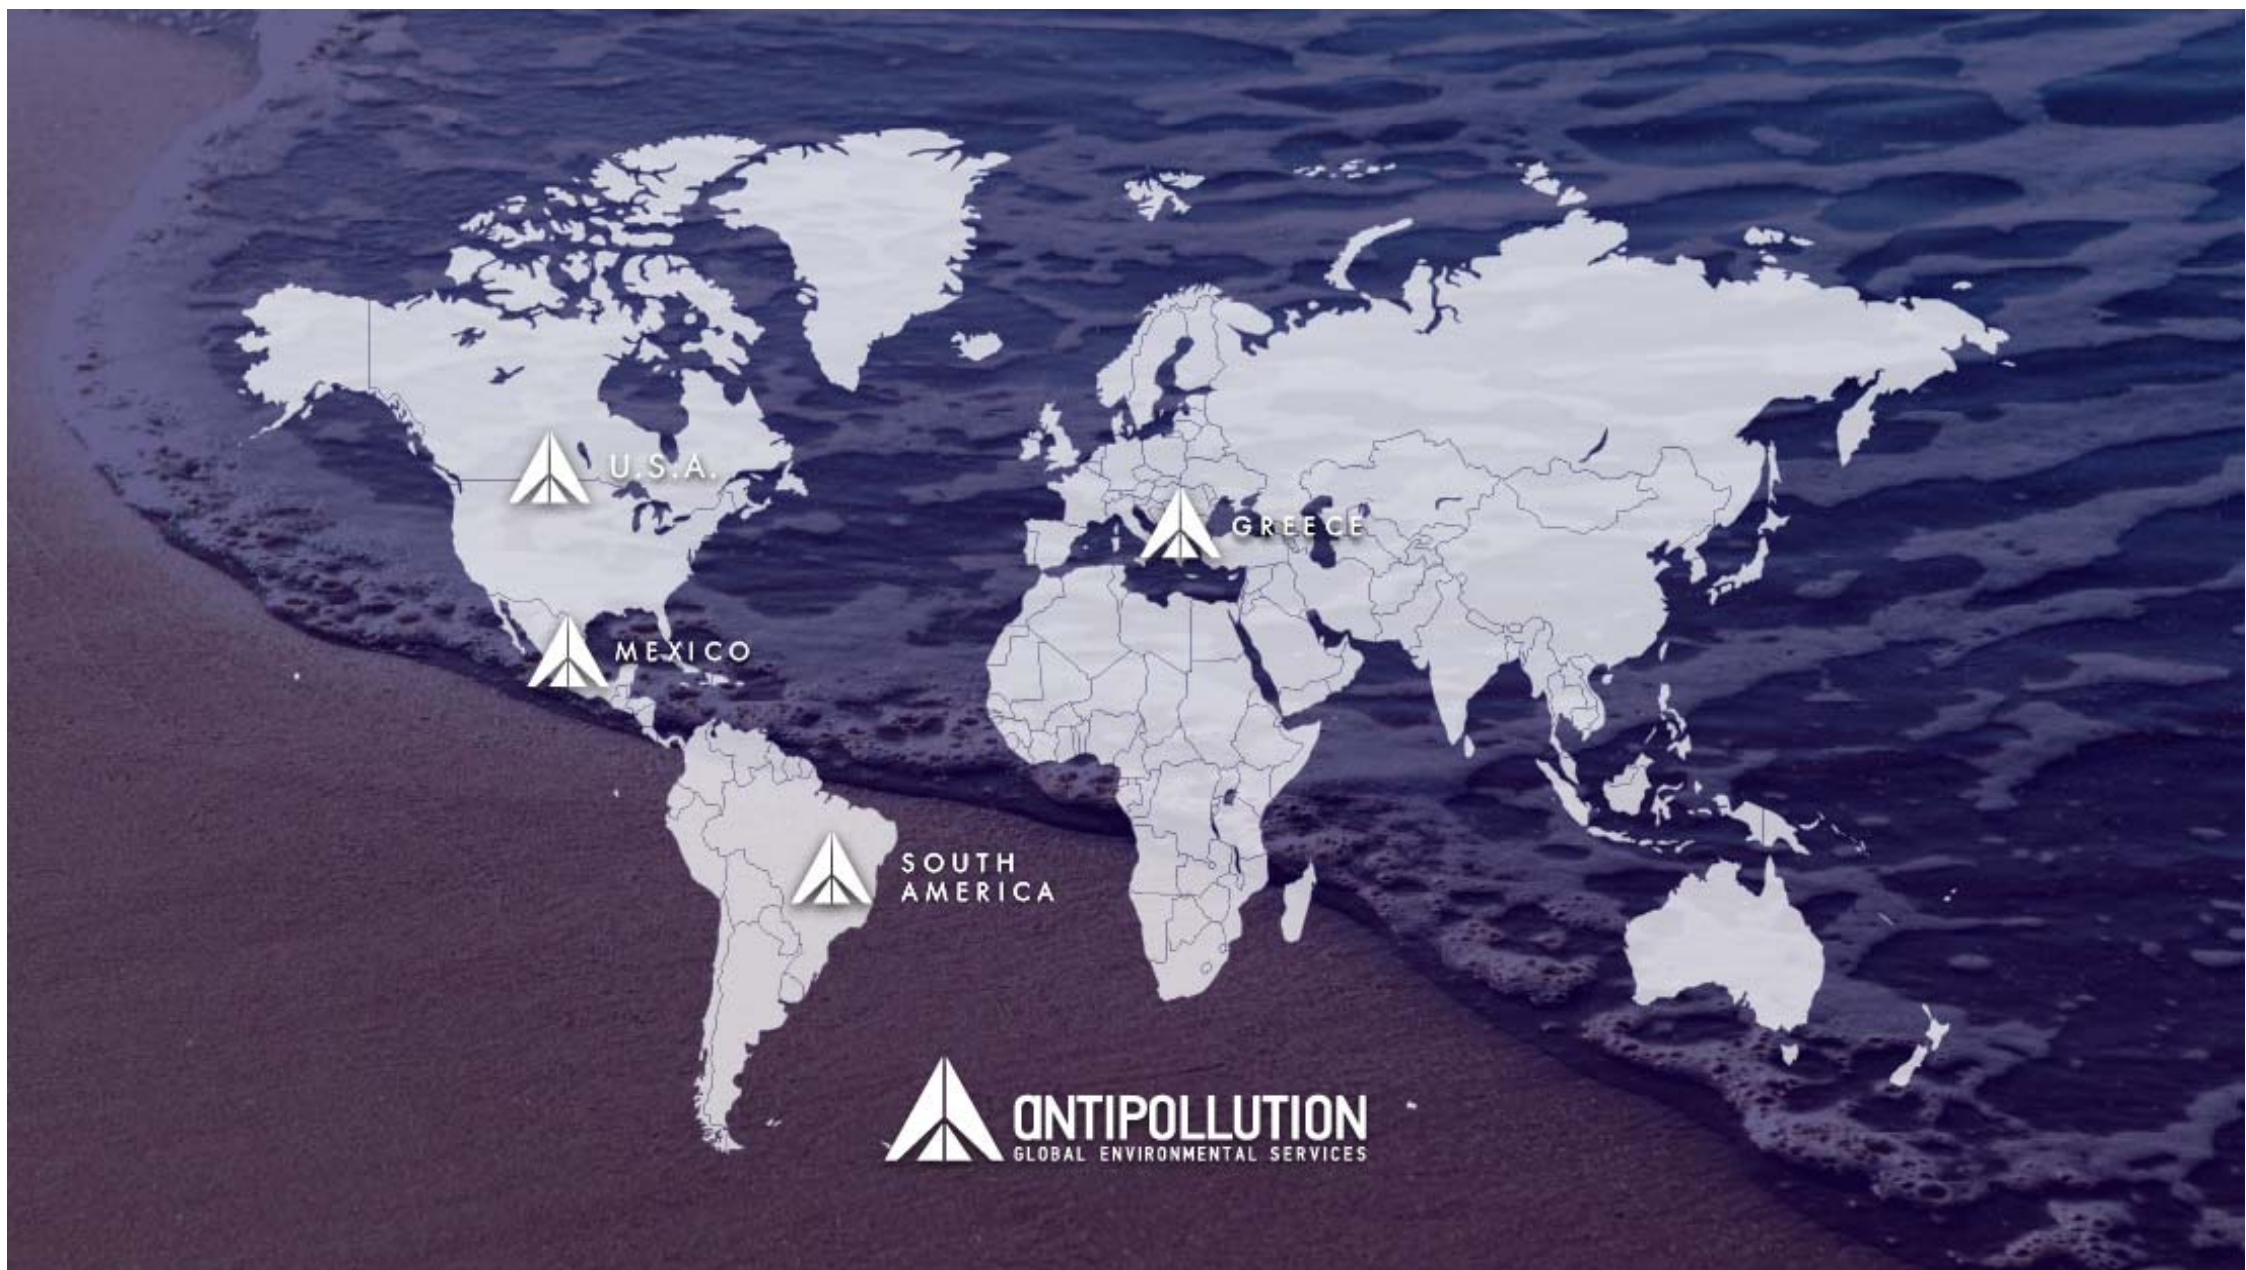 U.S.A.
GREECE
MEXICO
SOUTH
AMERICA
ANTIPOLLUTION
GLOBAL ENVIRONMENTAL SERVICES